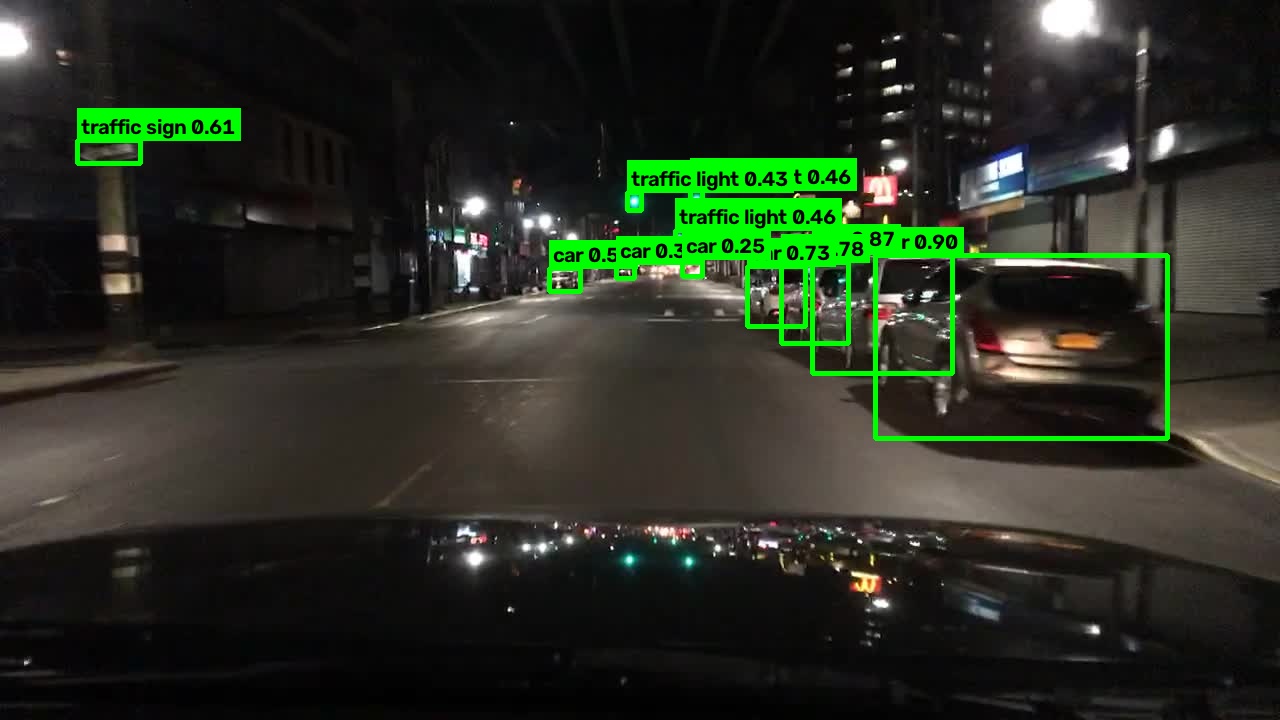 traffic sign 0.61
traffic light 0.43
t 0.46
traffic light 0.46
car 0.5
car 0.3
car 0.25
r 0.73
.78
0.87
r 0.90